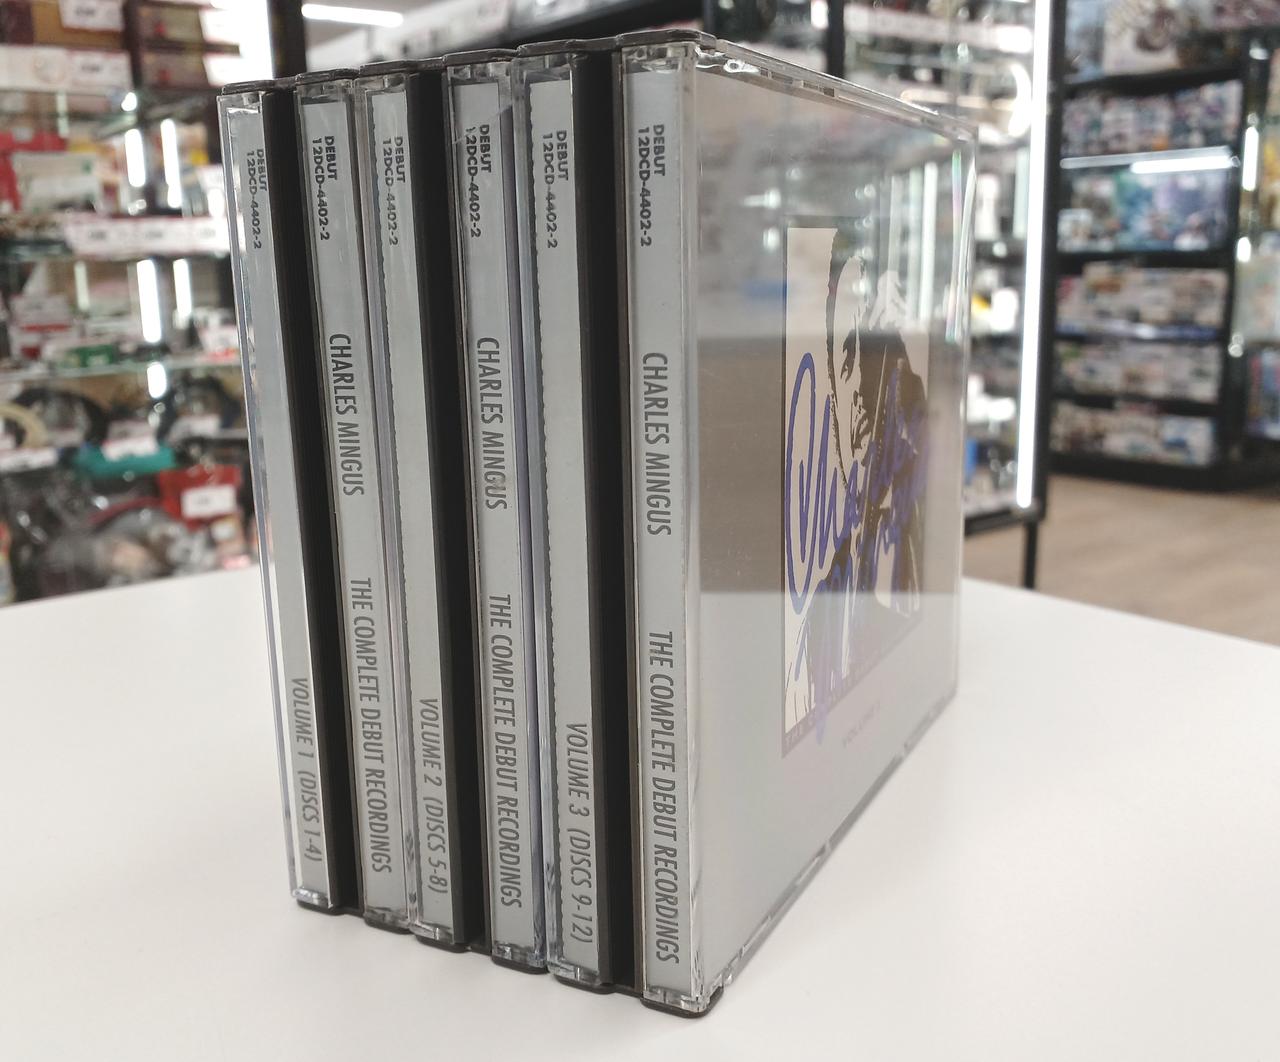 DEBUT
12DCD-4402-2
VOLUME 1 (DISCS 1-4)
DEBUT
12DCD-4402-2
CHARLES MINGUS
THE COMPLETE DEBUT RECORDINGS
DEBUT
12DCD-4402-2
VOLUME 2 (DISCS 5-8)
DEBUT
12DCD-4402-2
CHARLES MINGUS
THE COMPLETE DEBUT RECORDINGS
DEBUT
12DCD-4402-2
VOLUME 3 (DISCS 9-12)
DEBUT
12DCD-4402-2
CHARLES MINGUS
THE COMPLETE DEBUT RECORDINGS
Charles
Mingus